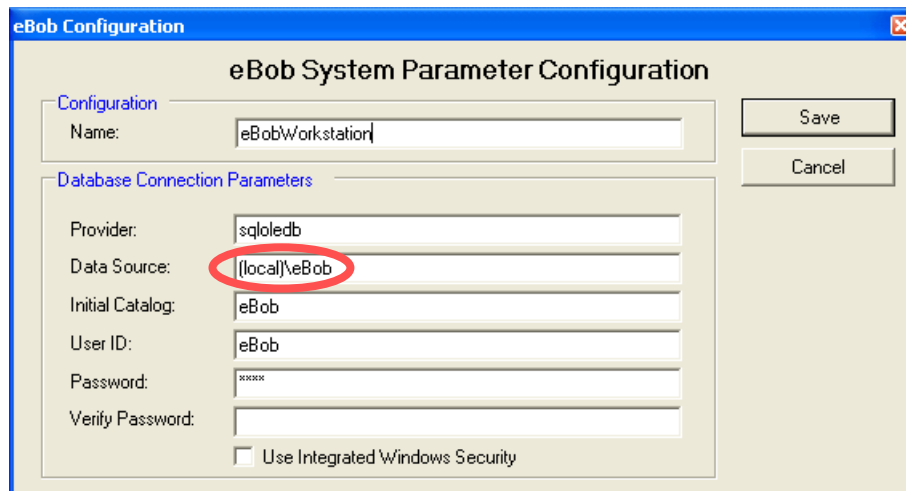 eBob Configuration
eBob System Parameter Configuration
Configuration
Name: eBobWorkstation
Save
Cancel
Database Connection Parameters
Provider: sqloledb
Data Source: (local)\eBob
Initial Catalog: eBob
User ID: eBob
Password: ****
Verify Password:
Use Integrated Windows Security